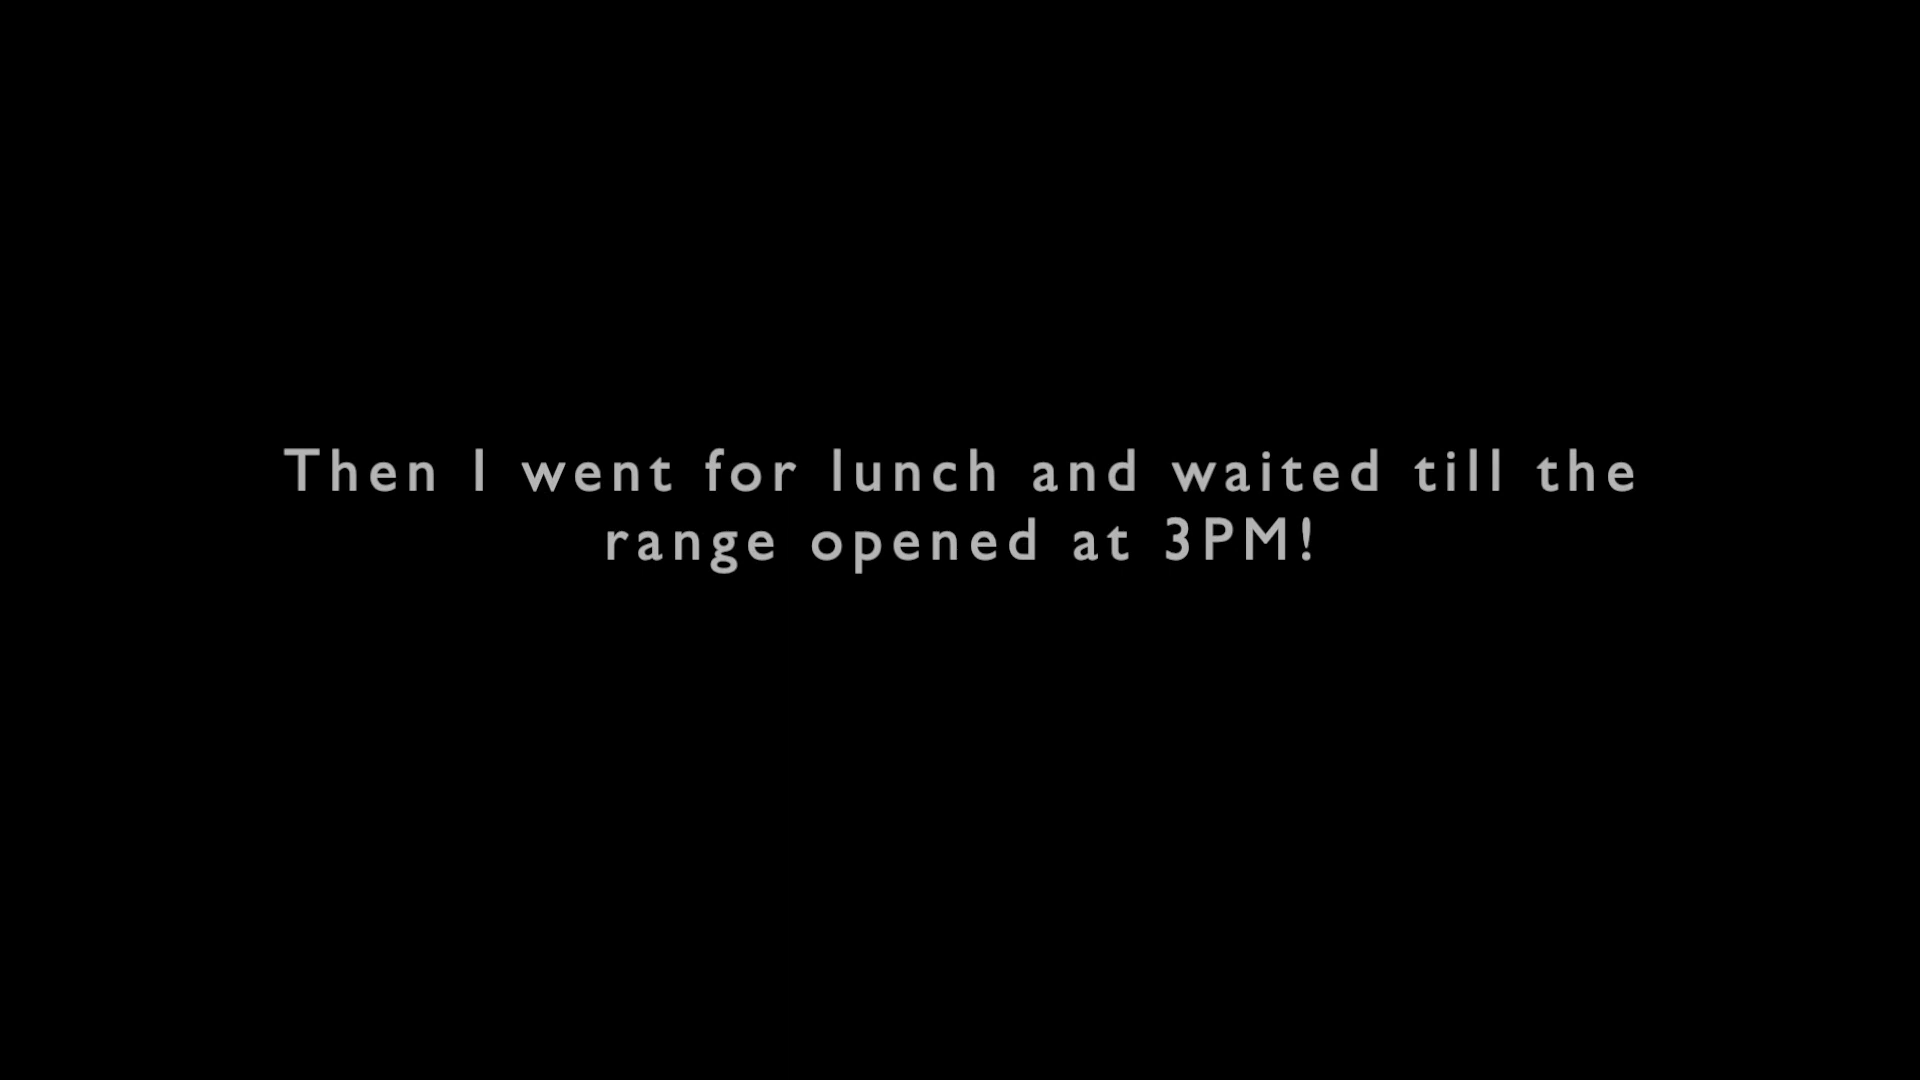 Then I went for lunch and waited till the
range opened at 3PM!